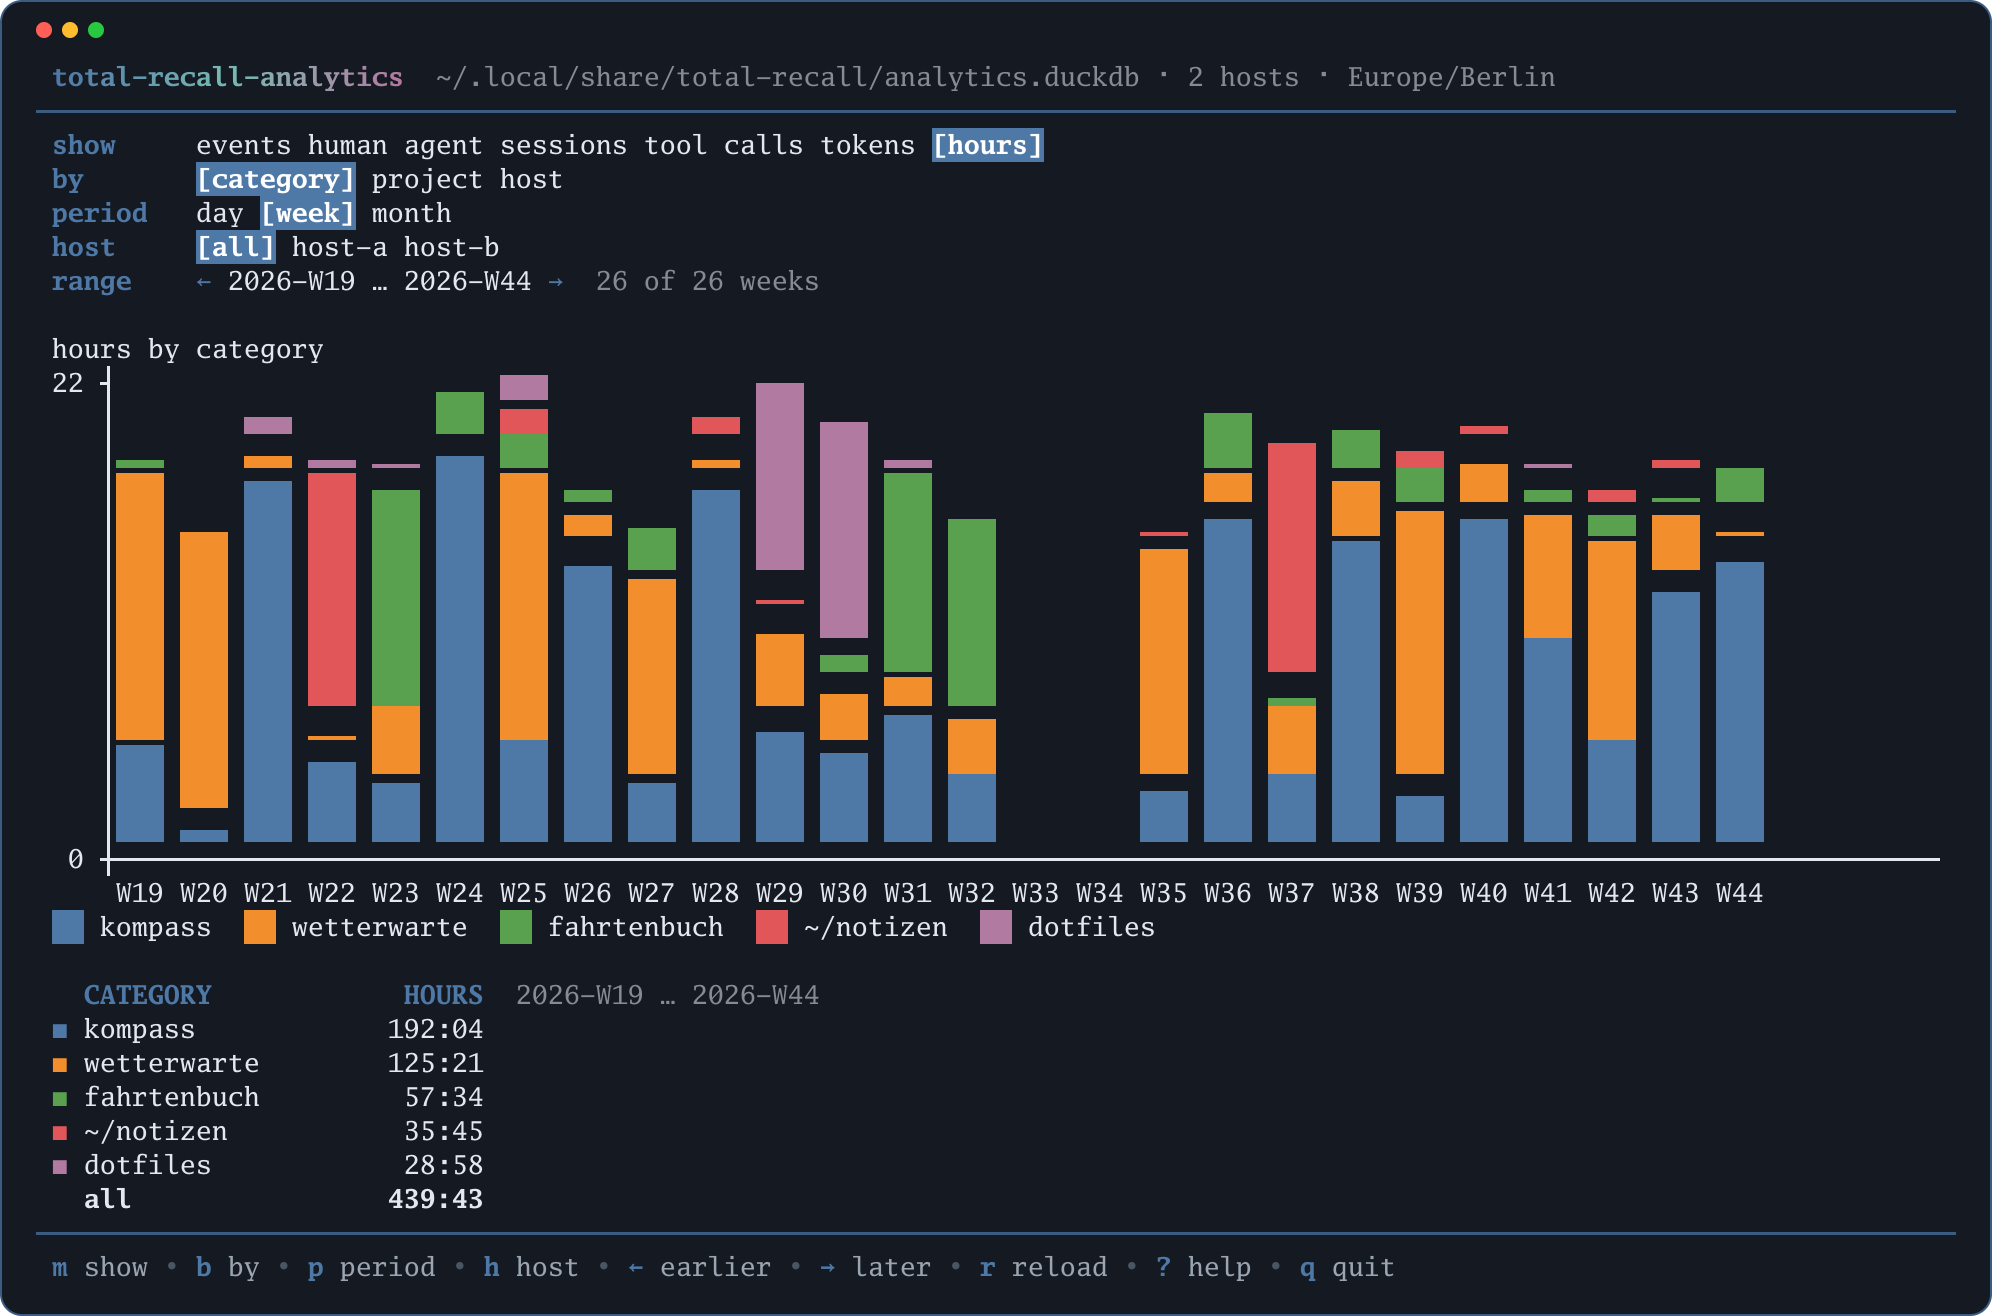 total-recall-analytics  ~/.local/share/total-recall/analytics.duckdb · 2 hosts · Europe/Berlin
show events human agent sessions tool calls tokens [hours]
by [category] project host
period day [week] month
host [all] host-a host-b
range ← 2026-W19 … 2026-W44 → 26 of 26 weeks
hours by category
22
0
W19 W20 W21 W22 W23 W24 W25 W26 W27 W28 W29 W30 W31 W32 W33 W34 W35 W36 W37 W38 W39 W40 W41 W42 W43 W44
kompass wetterwarte fahrtenbuch ~/notizen dotfiles
CATEGORY HOURS 2026-W19 … 2026-W44
kompass 192:04
wetterwarte 125:21
fahrtenbuch 57:34
~/notizen 35:45
dotfiles 28:58
all 439:43
m show • b by • p period • h host • ← earlier • → later • r reload • ? help • q quit